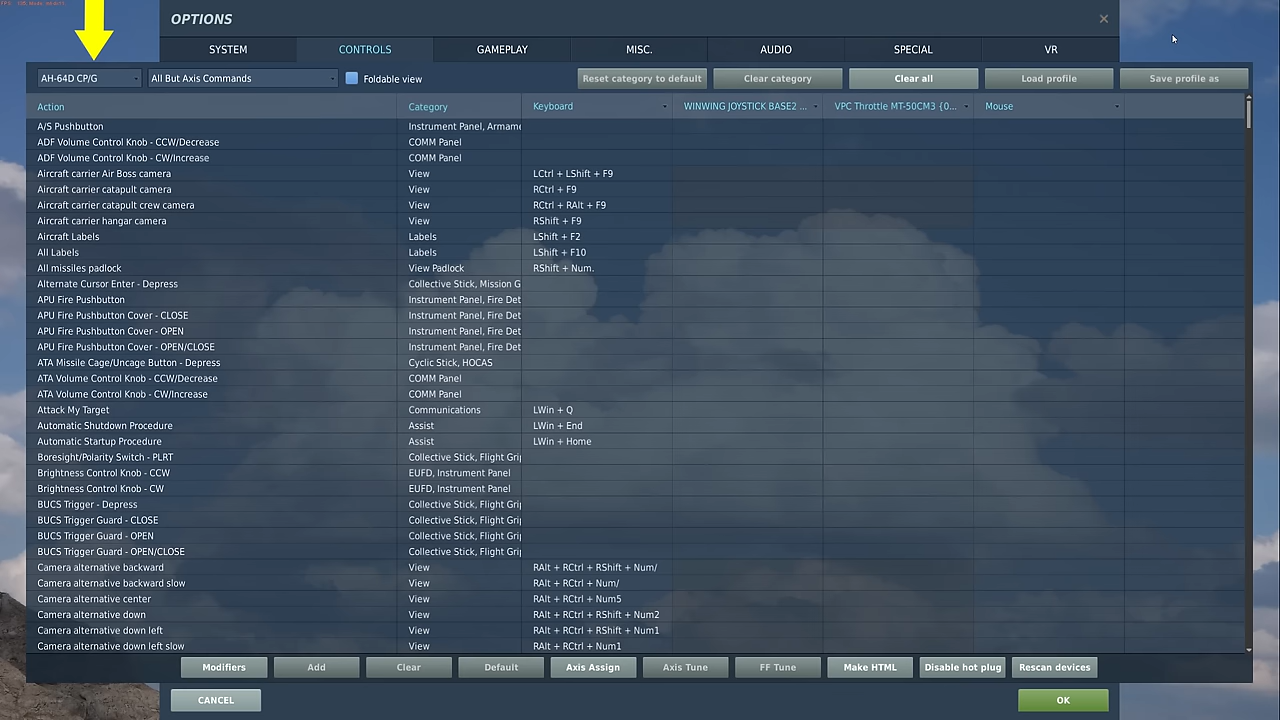 OPTIONS
SYSTEM CONTROLS GAMEPLAY MISC. AUDIO SPECIAL VR
AH-64D CP/G All But Axis Commands Foldable view Reset category to default Clear category Clear all Load profile Save profile as
Action Category Keyboard WINWING JOYSTICK BASE2 ... VPC Throttle MT-50CM3 {0... Mouse
A/S Pushbutton Instrument Panel, Armame
ADF Volume Control Knob - CCW/Decrease COMM Panel
ADF Volume Control Knob - CW/Increase COMM Panel
Aircraft carrier Air Boss camera View LCtrl + LShift + F9
Aircraft carrier catapult camera View RCtrl + F9
Aircraft carrier catapult crew camera View RCtrl + RAlt + F9
Aircraft carrier hangar camera View RShift + F9
Aircraft Labels Labels LShift + F2
All Labels Labels LShift + F10
All missiles padlock View Padlock RShift + Num.
Alternate Cursor Enter - Depress Collective Stick, Mission G
APU Fire Pushbutton Instrument Panel, Fire Det
APU Fire Pushbutton Cover - CLOSE Instrument Panel, Fire Det
APU Fire Pushbutton Cover - OPEN Instrument Panel, Fire Det
APU Fire Pushbutton Cover - OPEN/CLOSE Instrument Panel, Fire Det
ATA Missile Cage/Uncage Button - Depress Cyclic Stick, HOCAS
ATA Volume Control Knob - CCW/Decrease COMM Panel
ATA Volume Control Knob - CW/Increase COMM Panel
Attack My Target Communications LWin + Q
Automatic Shutdown Procedure Assist LWin + End
Automatic Startup Procedure Assist LWin + Home
Boresight/Polarity Switch - PLRT Collective Stick, Flight Grip
Brightness Control Knob - CCW EUFD, Instrument Panel
Brightness Control Knob - CW EUFD, Instrument Panel
BUCS Trigger - Depress Collective Stick, Flight Grip
BUCS Trigger Guard - CLOSE Collective Stick, Flight Grip
BUCS Trigger Guard - OPEN Collective Stick, Flight Grip
BUCS Trigger Guard - OPEN/CLOSE Collective Stick, Flight Grip
Camera alternative backward View RAlt + RCtrl + RShift + Num/
Camera alternative backward slow View RAlt + RCtrl + Num/
Camera alternative center View RAlt + RCtrl + Num5
Camera alternative down View RAlt + RCtrl + RShift + Num2
Camera alternative down left View RAlt + RCtrl + RShift + Num1
Camera alternative down left slow View RAlt + RCtrl + Num1
Modifiers Add Clear Default Axis Assign Axis Tune FF Tune Make HTML Disable hot plug Rescan devices
CANCEL OK